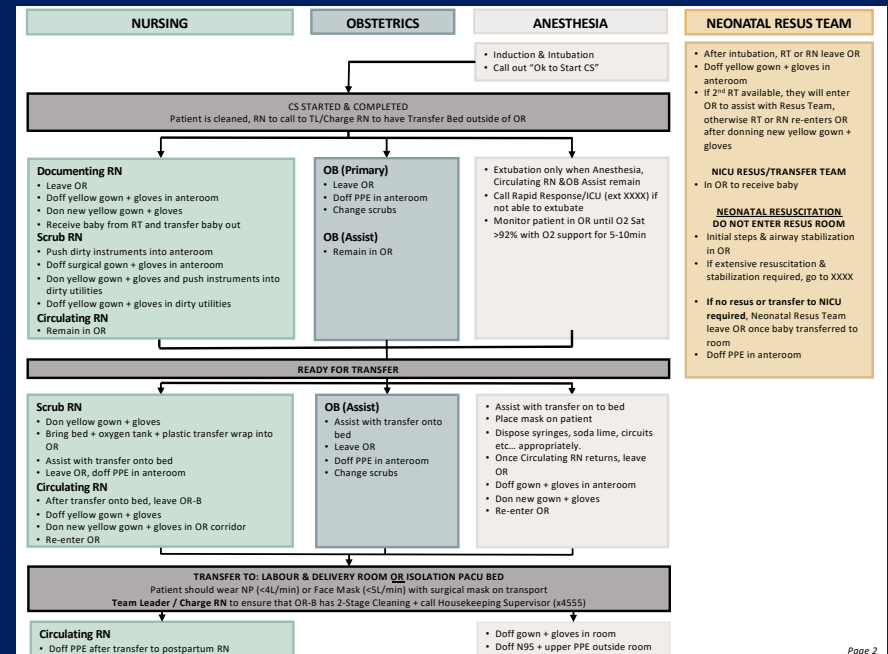 NURSING
OBSTETRICS
ANESTHESIA
NEONATAL RESUS TEAM
• Induction & Intubation
• Call out "Ok to Start CS"
CS STARTED & COMPLETED
Patient is cleaned, RN to call to TL/Charge RN to have Transfer Bed outside of OR
Documenting RN
• Leave OR
• Doff yellow gown + gloves in anteroom
• Don new yellow gown + gloves
• Receive baby from RT and transfer baby out
Scrub RN
• Push dirty instruments into anteroom
• Doff surgical gown + gloves in anteroom
• Don yellow gown + gloves and push instruments into
dirty utilities
• Doff yellow gown + gloves in dirty utilities
Circulating RN
• Remain in OR
OB (Primary)
• Leave OR
• Doff PPE in anteroom
• Change scrubs
OB (Assist)
• Remain in OR
• Extubation only when Anesthesia,
Circulating RN &OB Assist remain
• Call Rapid Response/ICU (ext XXXX) if
not able to extubate
• Monitor patient in OR until O2 Sat
>92% with O2 support for 5-10min
• After intubation, RT or RN leave OR
• Doff yellow gown + gloves in
anteroom
• If 2nd RT available, they will enter
OR to assist with Resus Team,
otherwise RT or RN re-enters OR
after donning new yellow gown +
gloves
NICU RESUS/TRANSFER TEAM
• In OR to receive baby
NEONATAL RESUSCITATION
DO NOT ENTER RESUS ROOM
• Initial steps & airway stabilization
in OR
• If extensive resuscitation &
stabilization required, go to XXXX
• If no resus or transfer to NICU
required, Neonatal Resus Team
leave OR once baby transferred to
room
• Doff PPE in anteroom
READY FOR TRANSFER
Scrub RN
• Don yellow gown + gloves
• Bring bed + oxygen tank + plastic transfer wrap into
OR
• Assist with transfer onto bed
• Leave OR, doff PPE in anteroom
Circulating RN
• After transfer onto bed, leave OR-B
• Doff yellow gown + gloves
• Don new yellow gown + gloves in OR corridor
• Re-enter OR
OB (Assist)
• Assist with transfer onto
bed
• Leave OR
• Doff PPE in anteroom
• Change scrubs
• Assist with transfer on to bed
• Place mask on patient
• Dispose syringes, soda lime, circuits
etc... appropriately.
• Once Circulating RN returns, leave
OR
• Doff gown + gloves in anteroom
• Don new gown + gloves
• Re-enter OR
TRANSFER TO: LABOUR & DELIVERY ROOM OR ISOLATION PACU BED
Patient should wear NP (<4L/min) or Face Mask (<5L/min) with surgical mask on transport
Team Leader / Charge RN to ensure that OR-B has 2-Stage Cleaning + call Housekeeping Supervisor (x4555)
Circulating RN
• Doff PPE after transfer to postpartum RN
• Doff gown + gloves in room
• Doff N95 + upper PPE outside room
Page 2